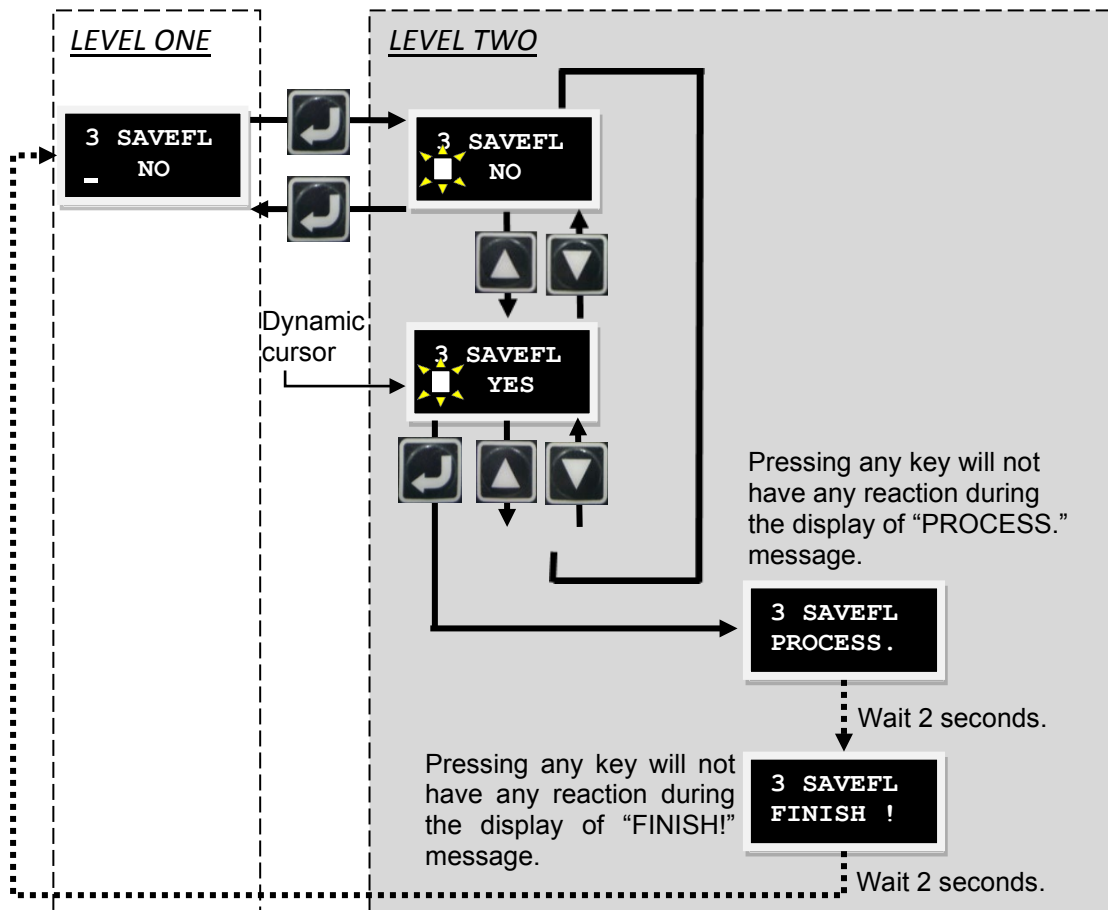 LEVEL ONE
LEVEL TWO
3 SAVEFL
NO
3 SAVEFL
NO
Dynamic
cursor
3 SAVEFL
YES
Pressing any key will not
have any reaction during
the display of “PROCESS.”
message.
3 SAVEFL
PROCESS.
Wait 2 seconds.
Pressing any key will not
have any reaction during
the display of “FINISH!”
message.
3 SAVEFL
FINISH !
Wait 2 seconds.